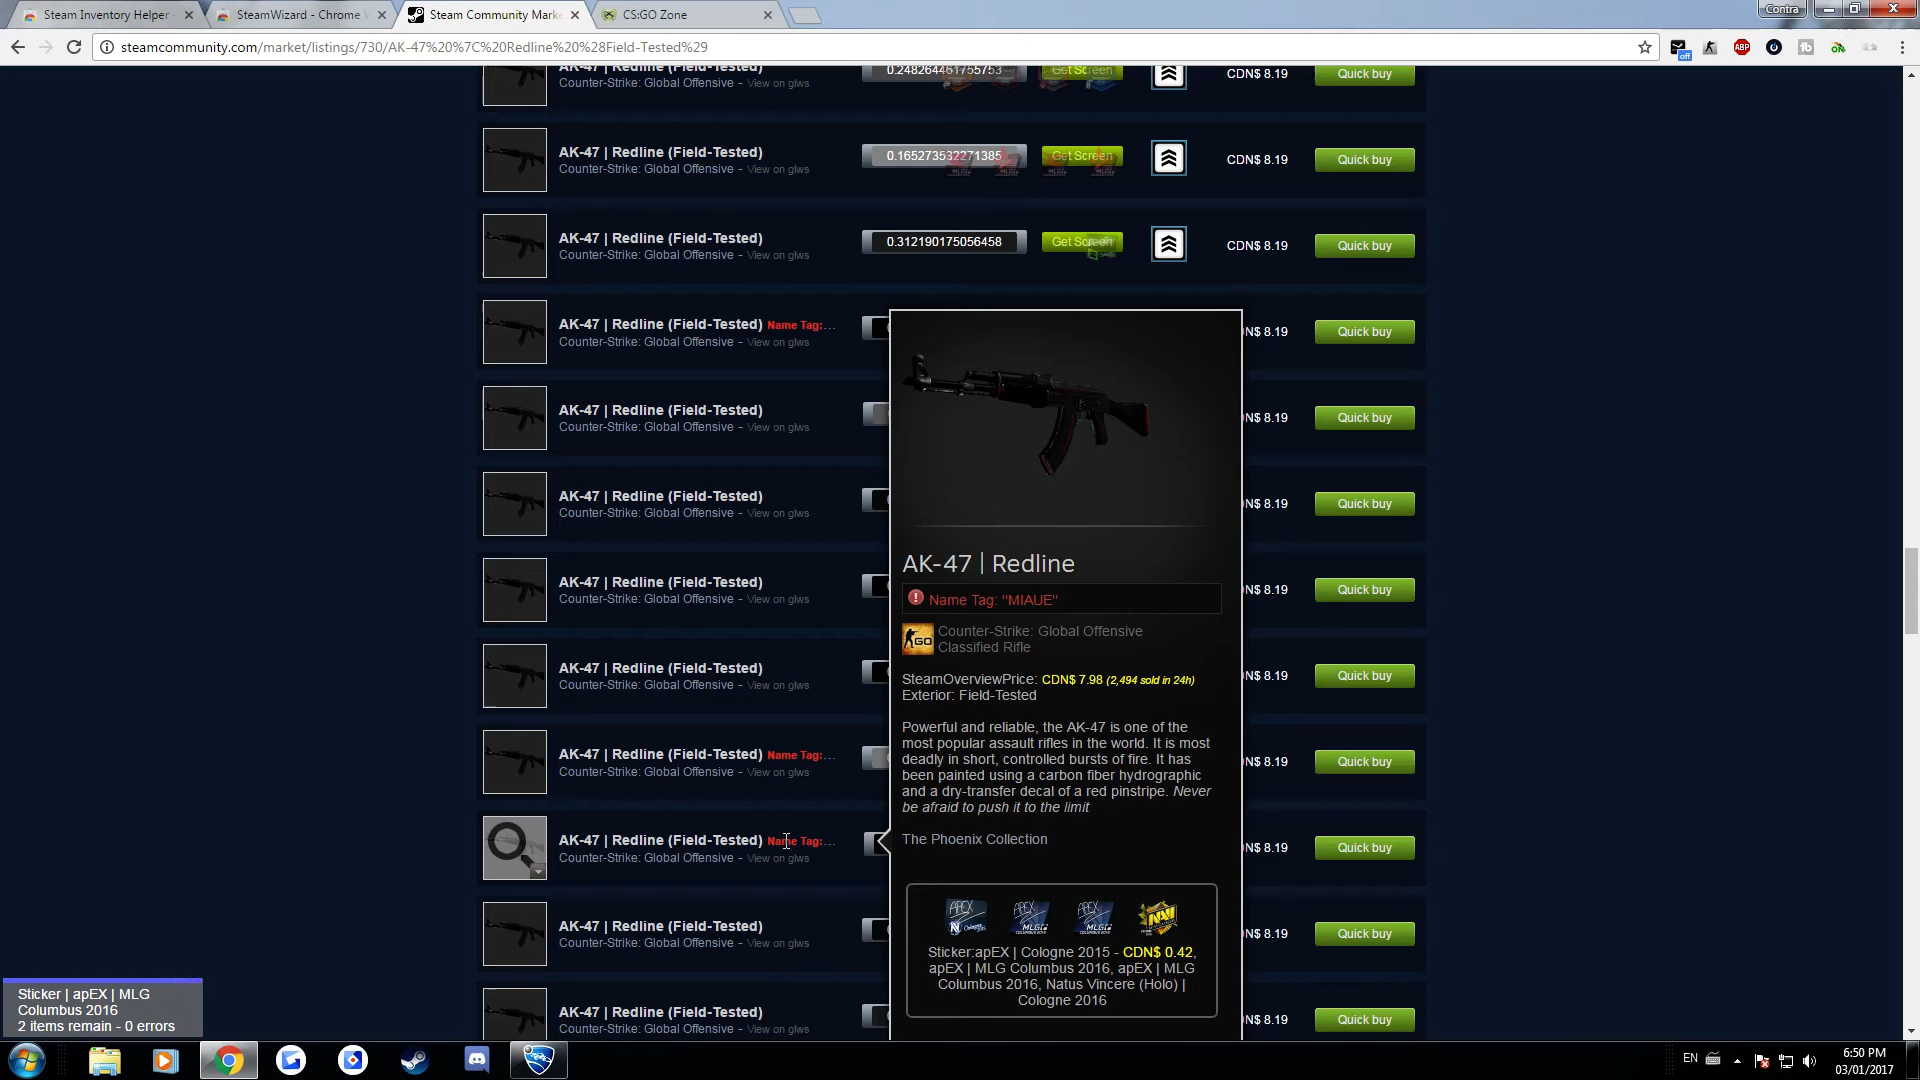 Steam Inventory Helper -
SteamWizard - Chrome W
Steam Community Mark
CS:GO Zone
Contra
steamcommunity.com/market/listings/730/AK-47%20%7C%20Redline%20%28Field-Tested%29
off
ABP
AK-47 | Redline (Field-Tested)
Counter-Strike: Global Offensive - View on glws
0.248264461755753
Get Screen
CDN$ 8.19
Quick buy
AK-47 | Redline (Field-Tested)
Counter-Strike: Global Offensive - View on glws
0.165273532271385
Get Screen
CDN$ 8.19
Quick buy
AK-47 | Redline (Field-Tested)
Counter-Strike: Global Offensive - View on glws
0.312190175056458
Get Screen
CDN$ 8.19
Quick buy
AK-47 | Redline (Field-Tested) Name Tag:...
Counter-Strike: Global Offensive - View on glws
N$ 8.19
Quick buy
AK-47 | Redline (Field-Tested)
Counter-Strike: Global Offensive - View on glws
N$ 8.19
Quick buy
AK-47 | Redline (Field-Tested)
Counter-Strike: Global Offensive - View on glws
N$ 8.19
Quick buy
AK-47 | Redline (Field-Tested)
Counter-Strike: Global Offensive - View on glws
N$ 8.19
Quick buy
AK-47 | Redline (Field-Tested)
Counter-Strike: Global Offensive - View on glws
N$ 8.19
Quick buy
AK-47 | Redline (Field-Tested) Name Tag:...
Counter-Strike: Global Offensive - View on glws
N$ 8.19
Quick buy
AK-47 | Redline (Field-Tested) Name Tag:...
Counter-Strike: Global Offensive - View on glws
N$ 8.19
Quick buy
AK-47 | Redline (Field-Tested)
Counter-Strike: Global Offensive - View on glws
N$ 8.19
Quick buy
AK-47 | Redline (Field-Tested)
Counter-Strike: Global Offensive - View on glws
N$ 8.19
Quick buy
AK-47 | Redline
Name Tag: "MIAUE"
GO
Counter-Strike: Global Offensive
Classified Rifle
SteamOverviewPrice: CDN$ 7.98 (2,494 sold in 24h)
Exterior: Field-Tested
Powerful and reliable, the AK-47 is one of the
most popular assault rifles in the world. It is most
deadly in short, controlled bursts of fire. It has
been painted using a carbon fiber hydrographic
and a dry-transfer decal of a red pinstripe. Never
be afraid to push it to the limit
The Phoenix Collection
Sticker:apEX | Cologne 2015 - CDN$ 0.42,
apEX | MLG Columbus 2016, apEX | MLG
Columbus 2016, Natus Vincere (Holo) |
Cologne 2016
Sticker | apEX | MLG
Columbus 2016
2 items remain - 0 errors
EN
6:50 PM
03/01/2017